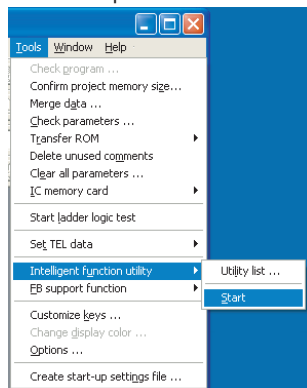 Tools Window Help
Check program ...
Confirm project memory size...
Merge data ...
Check parameters ...
Transfer ROM
Delete unused comments
Clear all parameters ...
IC memory card
Start ladder logic test
Set TEL data
Intelligent function utility
Utility list ...
FB support function
Start
Customize keys ...
Change display color ...
Options ...
Create start-up settings file ...